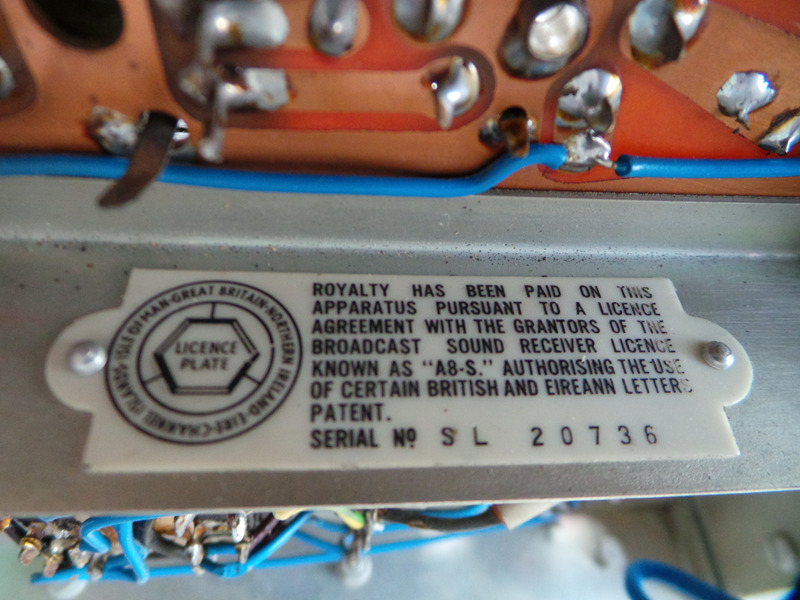 ISLE OF MAN-GREAT BRITAIN-NORTHERN IRELAND-EIRE-CHANNEL ISLANDS-
LICENCE
PLATE
ROYALTY HAS BEEN PAID ON THIS
APPARATUS PURSUANT TO A LICENCE
AGREEMENT WITH THE GRANTORS OF THE
BROADCAST SOUND RECEIVER LICENCE
KNOWN AS "A8-S." AUTHORISING THE USE
OF CERTAIN BRITISH AND EIREANN LETTERS
PATENT.
SERIAL Nº SL 20736